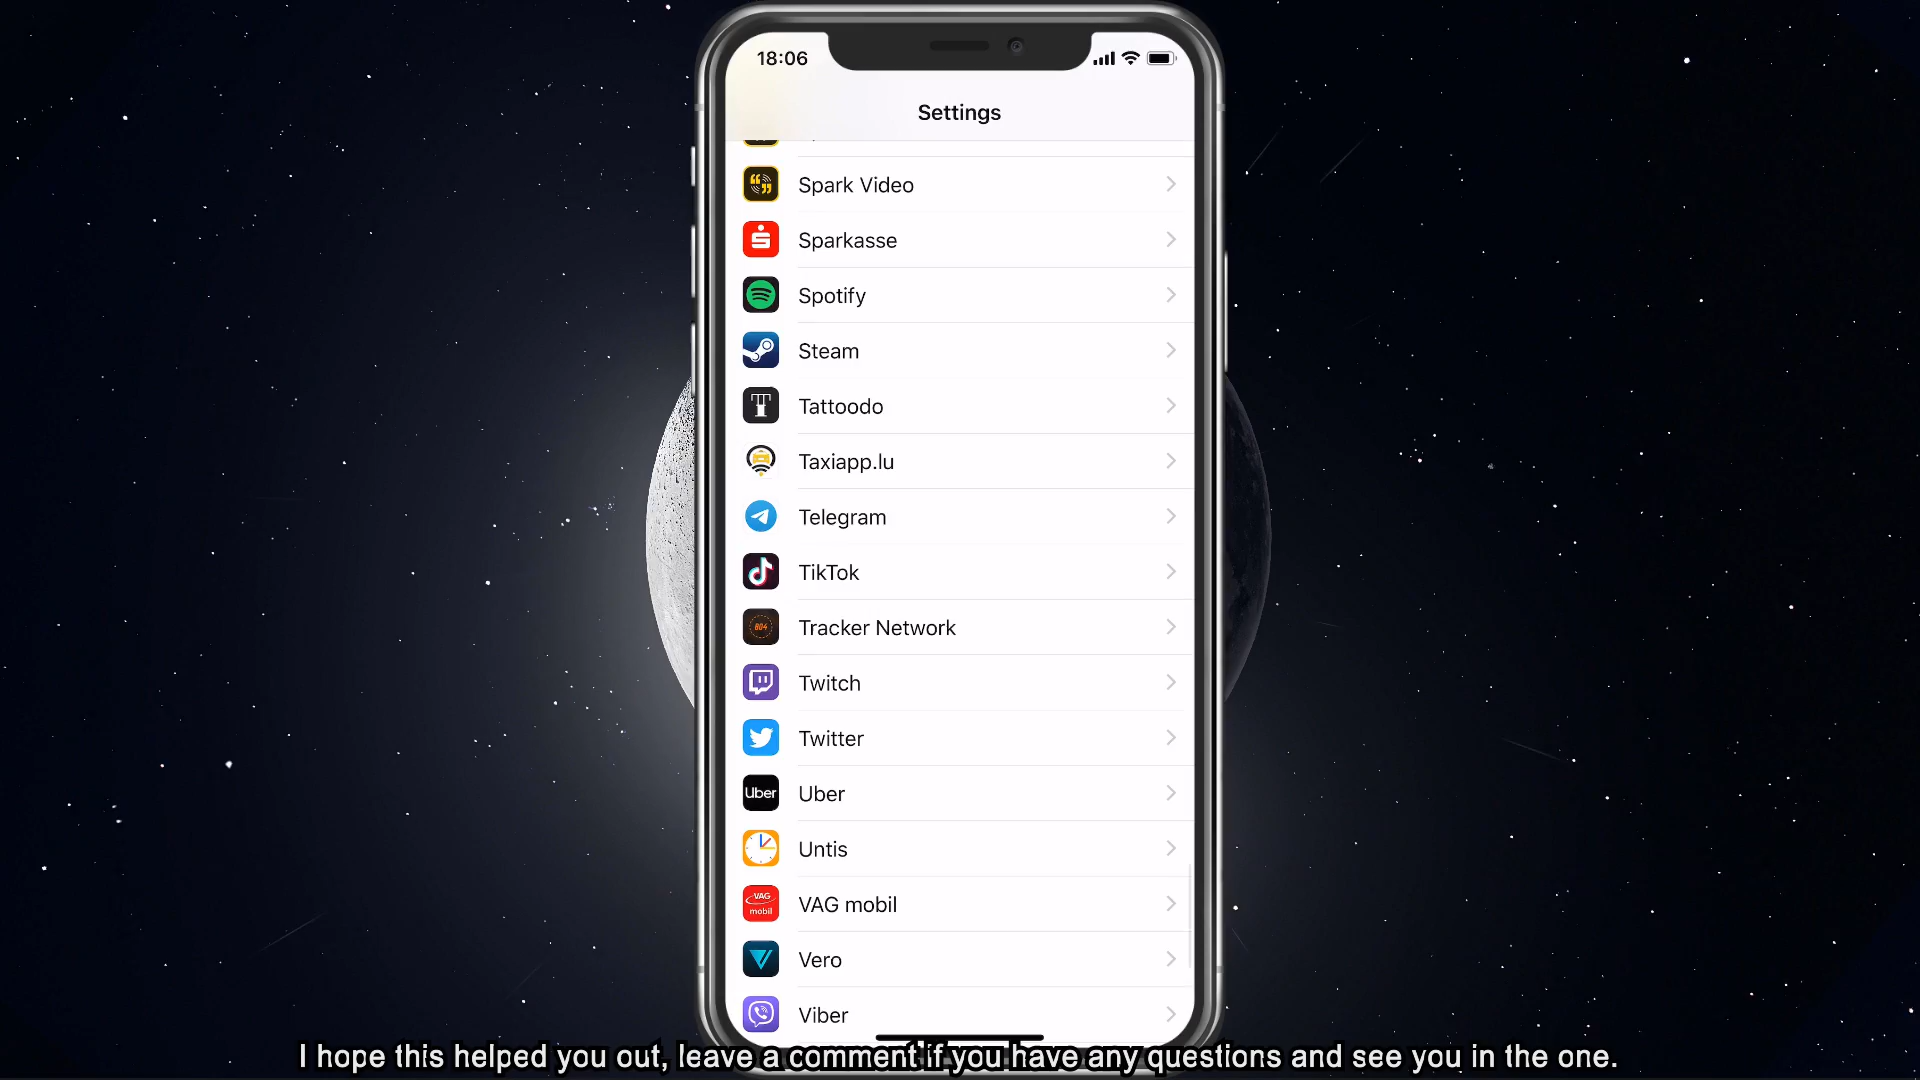 18:06
Settings
Spark Video
Sparkasse
Spotify
Steam
Tattoodo
Taxiapp.lu
Telegram
TikTok
804
Tracker Network
Twitch
Twitter
Uber
Uber
Untis
VAG
mobil
VAG mobil
Vero
Viber
I hope this helped you out, leave a comment if you have any questions and see you in the one.